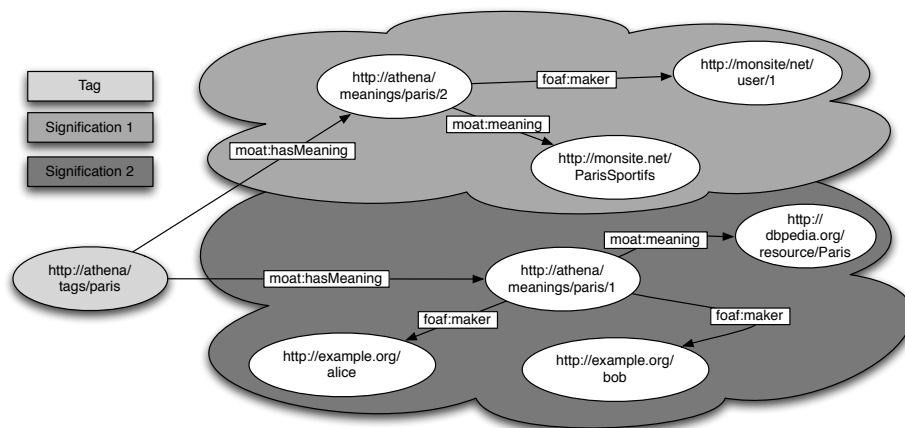 Tag
Signification 1
Signification 2
http://athena/
tags/paris
moat:hasMeaning
moat:hasMeaning
http://athena/
meanings/paris/2
foaf:maker
http://monsite/net/
user/1
moat:meaning
http://monsite.net/
ParisSportifs
http://athena/
meanings/paris/1
moat:meaning
http://
dbpedia.org/
resource/Paris
foaf:maker
foaf:maker
http://example.org/
alice
http://example.org/
bob